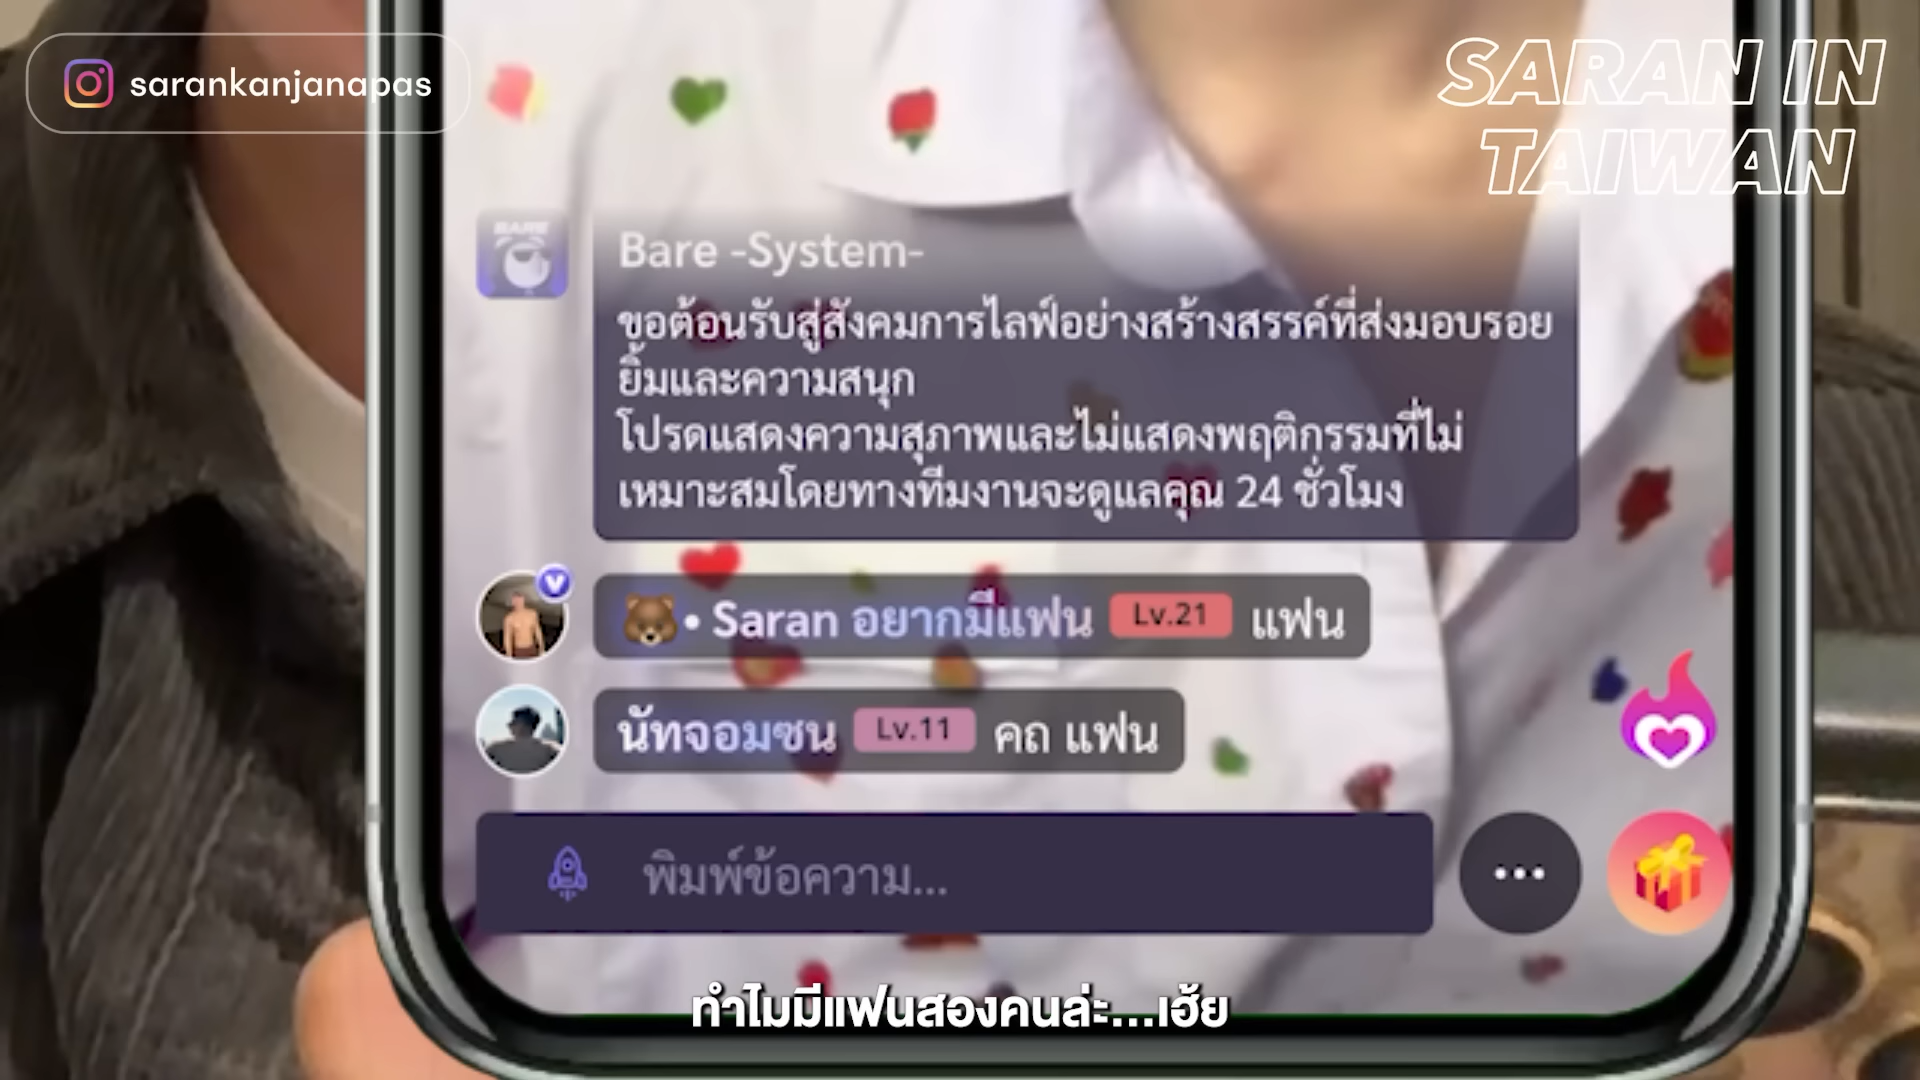 sarankanjanapas
SARAN IN
TAIWAN
BARE
Bare -System-
ขอต้อนรับสู่สังคมการไลฟ์อย่างสร้างสรรค์ที่ส่งมอบรอย
ยิ้มและความสนุก
โปรดแสดงความสุภาพและไม่แสดงพฤติกรรมที่ไม่
เหมาะสมโดยทางทีมงานจะดูแลคุณ 24 ชั่วโมง
🐻• Saran อยากมีแฟน Lv.21 แฟน
นัทจอมซน Lv.11 คถ แฟน
พิมพ์ข้อความ...
ทำไมมีแฟนสองคนล่ะ...เฮ้ย